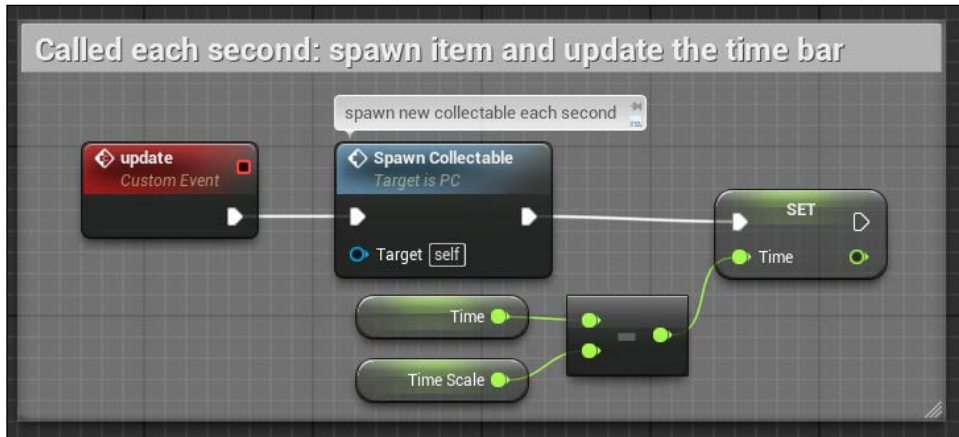 Called each second: spawn item and update the time bar
spawn new collectable each second
update
Custom Event
Spawn Collectable
Target is PC
Target self
SET
Time
Time
Time Scale